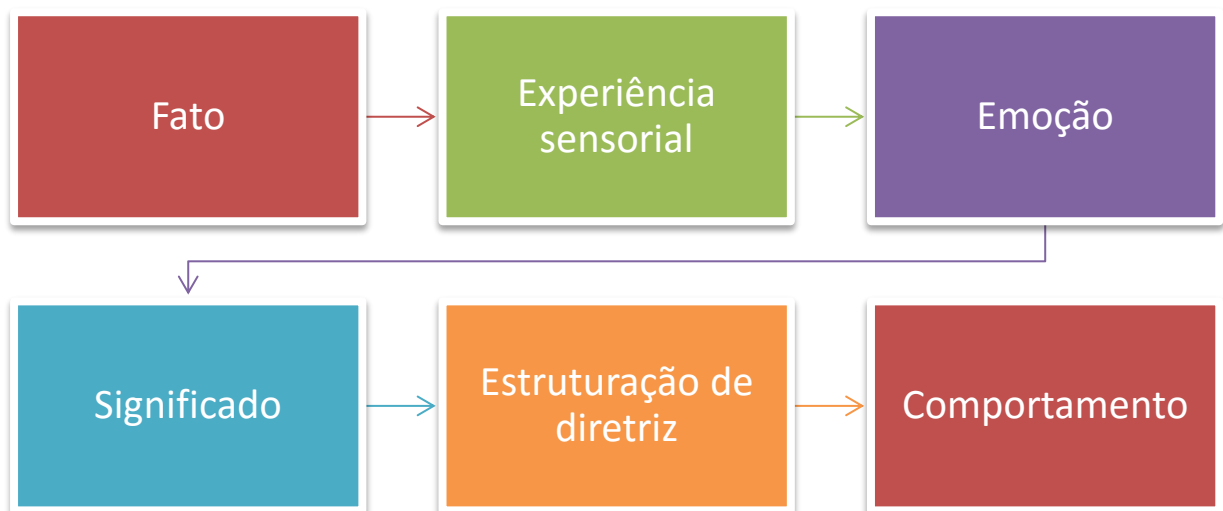 Fato
Experiência
sensorial
Emoção
Significado
Estruturação de
diretriz
Comportamento